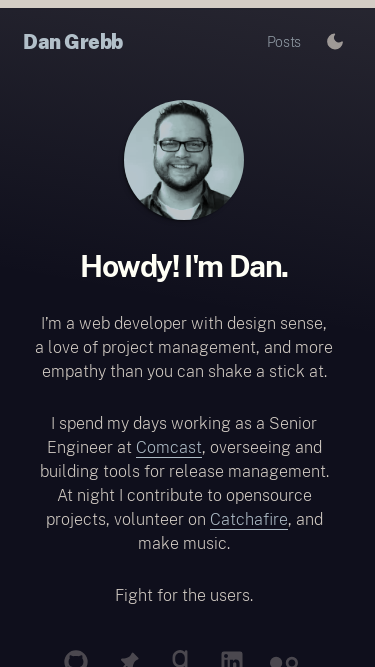 Dan Grebb
Posts
Howdy! I'm Dan.
I’m a web developer with design sense,
a love of project management, and more
empathy than you can shake a stick at.
I spend my days working as a Senior
Engineer at Comcast, overseeing and
building tools for release management.
At night I contribute to opensource
projects, volunteer on Catchafire, and
make music.
Fight for the users.